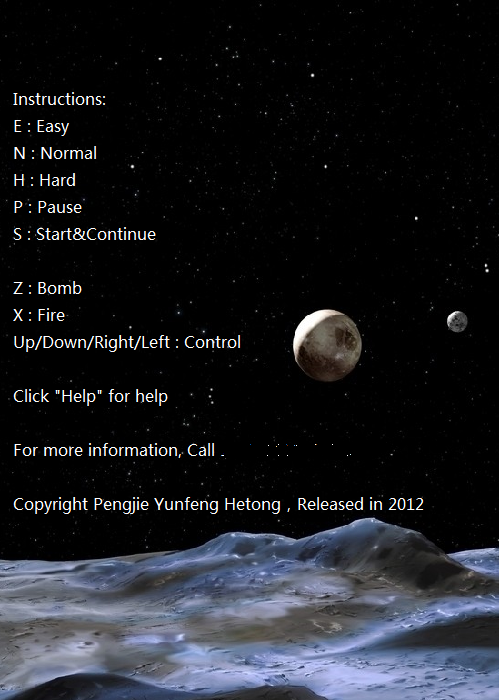 Instructions:
E : Easy
N : Normal
H : Hard
P : Pause
S : Start&Continue
Z : Bomb
X : Fire
Up/Down/Right/Left : Control
Click "Help" for help
For more information, Call
Copyright Pengjie Yunfeng Hetong , Released in 2012